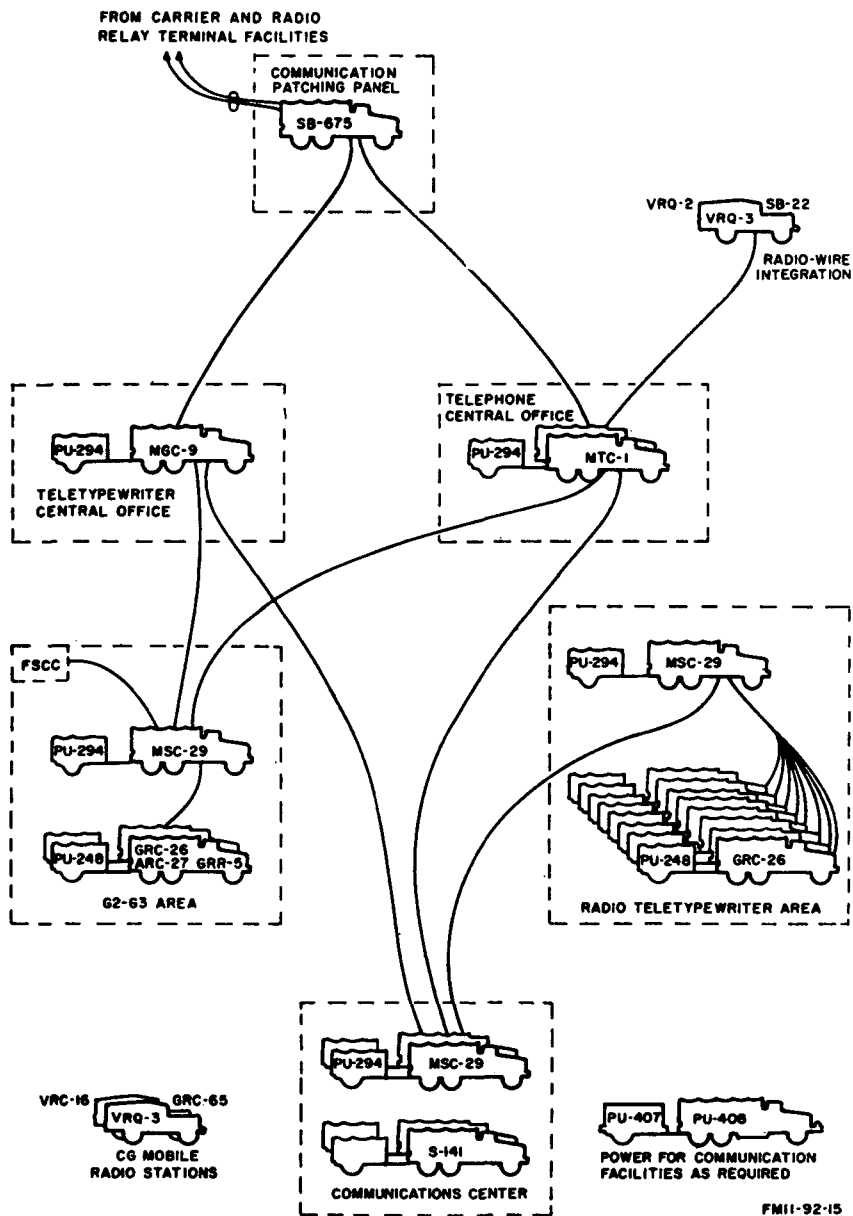 FROM CARRIER AND RADIO
RELAY TERMINAL FACILITIES
COMMUNICATION
PATCHING PANEL
SB-675
VRQ-2
SB-22
VRQ-3
RADIO-WIRE
INTEGRATION
PU-294
MGC-9
TELETYPEWRITER
CENTRAL OFFICE
TELEPHONE
CENTRAL OFFICE
PU-294
MTC-1
FSCC
PU-294
MSC-29
PU-248
GRC-26
ARC-27
GRR-5
G2-G3 AREA
PU-294
MSC-29
PU-248
GRC-26
RADIO TELETYPEWRITER AREA
PU-294
MSC-29
S-141
COMMUNICATIONS CENTER
VRC-16
GRC-65
VRQ-3
CG MOBILE
RADIO STATIONS
PU-407
PU-406
POWER FOR COMMUNICATION
FACILITIES AS REQUIRED
FM11-92-15